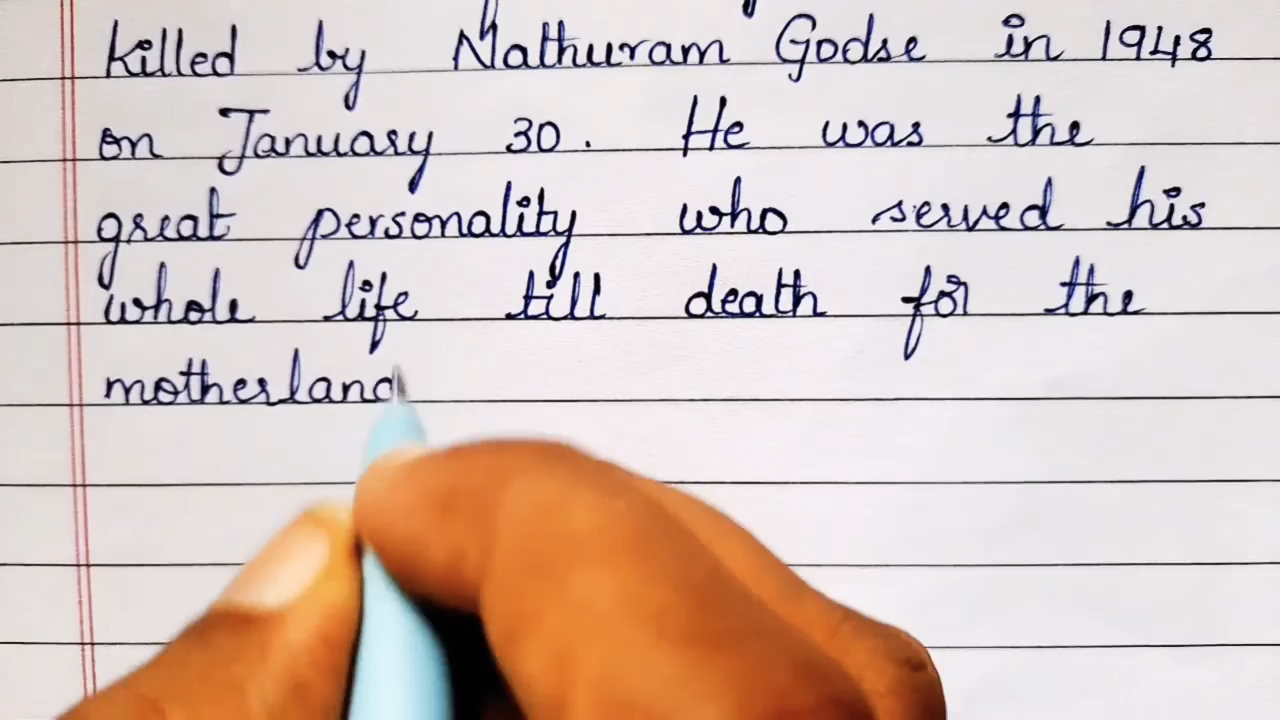 killed by Nathuram Godse in 1948
on January 30. He was the
great personality who served his
whole life till death for the
motherland